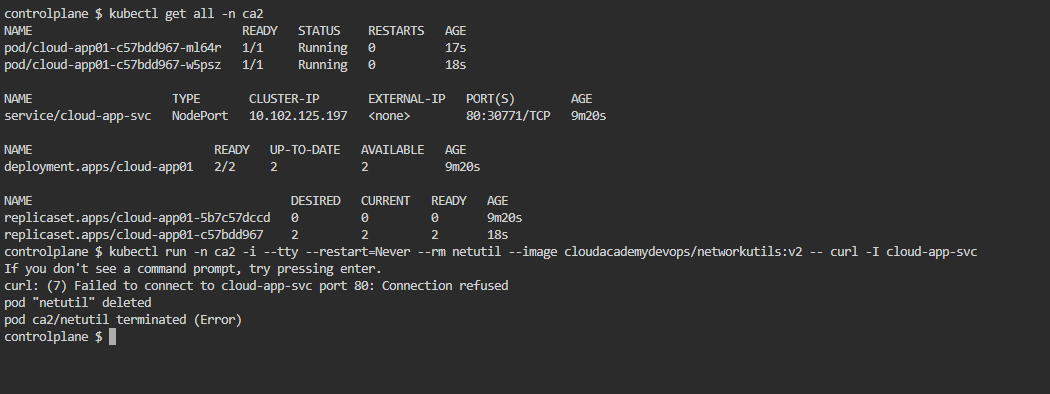 controlplane $ kubectl get all -n ca2
NAME READY STATUS RESTARTS AGE
pod/cloud-app01-c57bdd967-ml64r 1/1 Running 0 17s
pod/cloud-app01-c57bdd967-w5psz 1/1 Running 0 18s
NAME TYPE CLUSTER-IP EXTERNAL-IP PORT(S) AGE
service/cloud-app-svc NodePort 10.102.125.197 <none> 80:30771/TCP 9m20s
NAME READY UP-TO-DATE AVAILABLE AGE
deployment.apps/cloud-app01 2/2 2 2 9m20s
NAME DESIRED CURRENT READY AGE
replicaset.apps/cloud-app01-5b7c57dccd 0 0 0 9m20s
replicaset.apps/cloud-app01-c57bdd967 2 2 2 18s
controlplane $ kubectl run -n ca2 -i --tty --restart=Never --rm netutil --image cloudacademydevops/networkutils:v2 -- curl -I cloud-app-svc
If you don't see a command prompt, try pressing enter.
curl: (7) Failed to connect to cloud-app-svc port 80: Connection refused
pod "netutil" deleted
pod ca2/netutil terminated (Error)
controlplane $